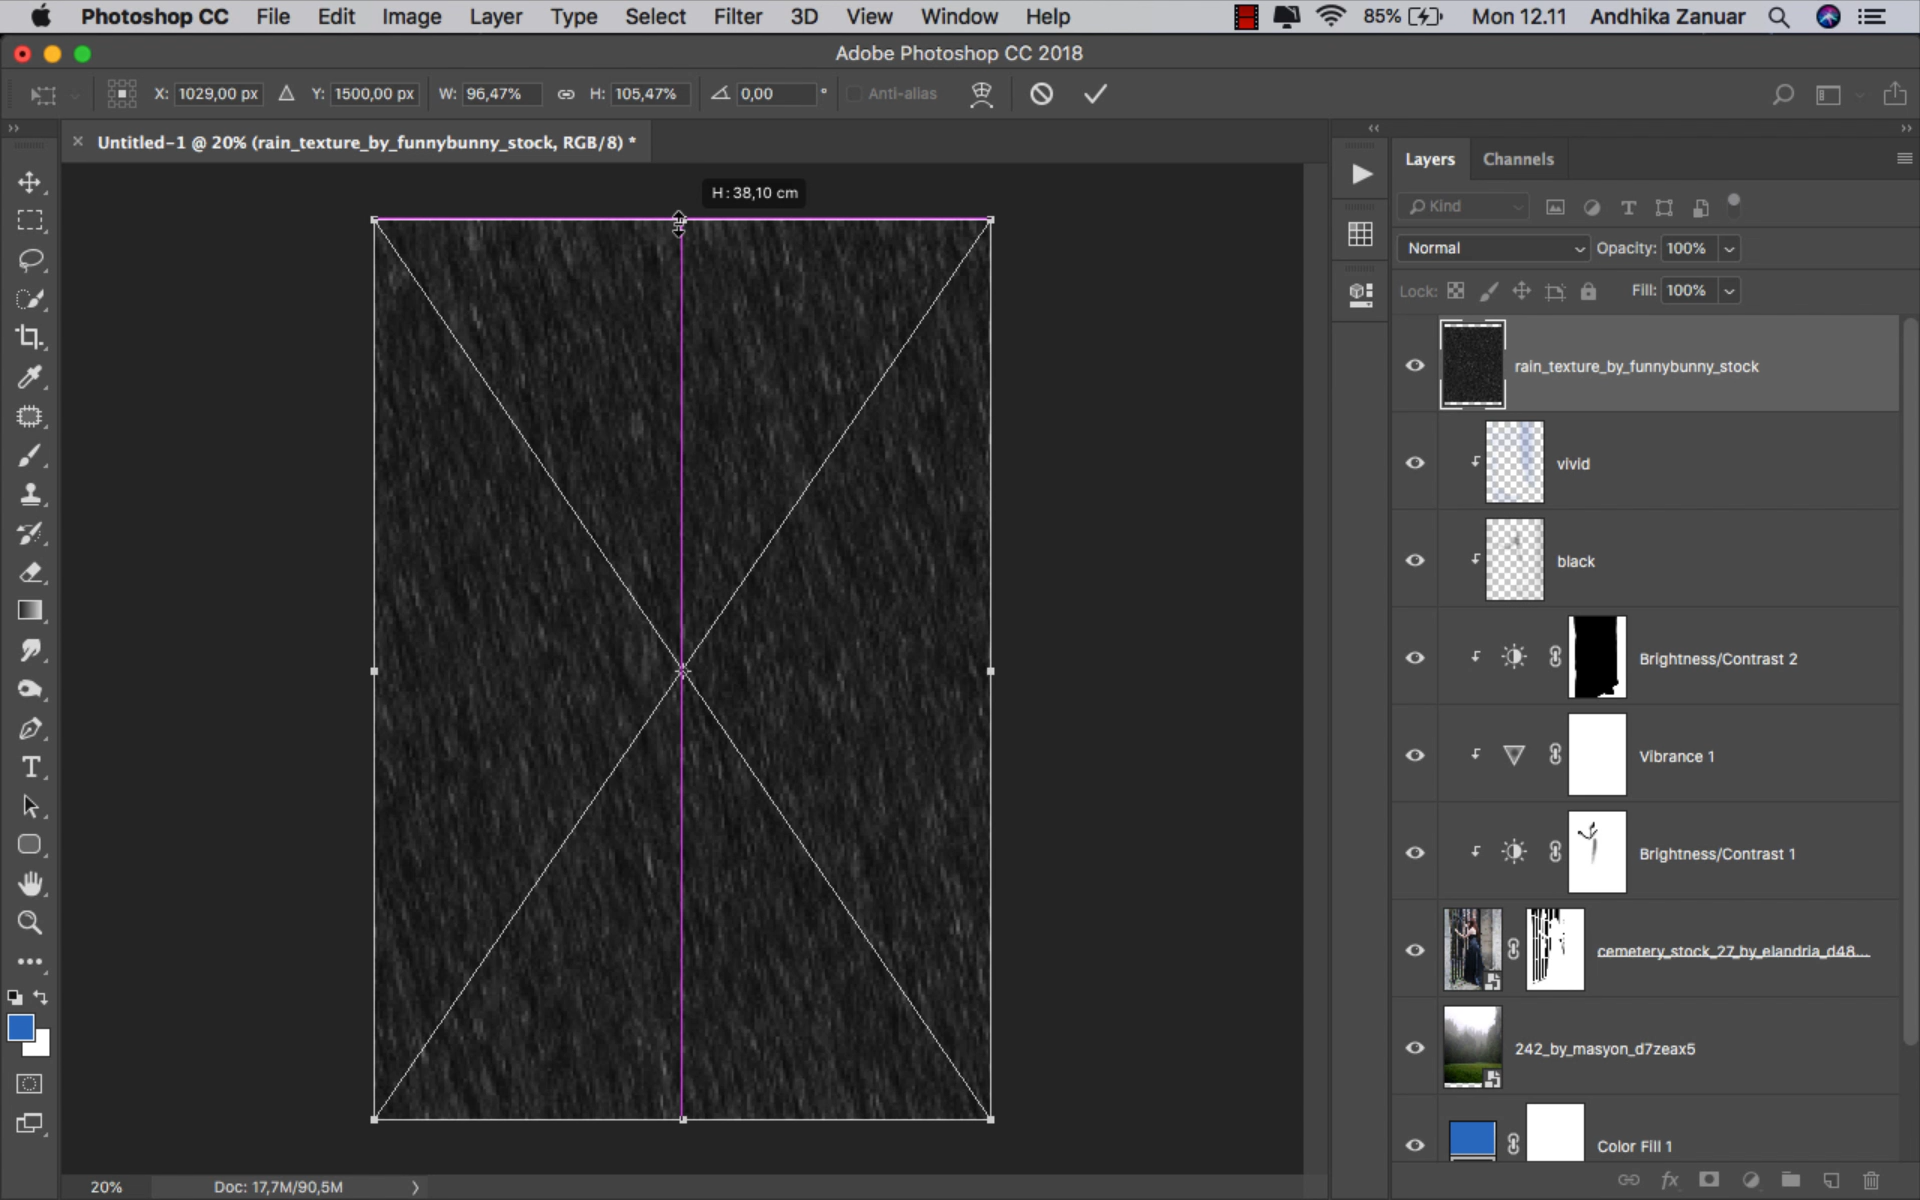 Photoshop CC File Edit Image Layer Type Select Filter 3D View Window Help 85% Mon 12.11 Andhika Zanuar
Adobe Photoshop CC 2018
X: 1029,00 px Y: 1500,00 px W: 96,47% H: 105,47% 0,00 ° Anti-alias
Untitled-1 @ 20% (rain_texture_by_funnybunny_stock, RGB/8) *
H: 38,10 cm
Layers Channels
Kind
Normal Opacity: 100%
Lock: Fill: 100%
rain_texture_by_funnybunny_stock
vivid
black
Brightness/Contrast 2
Vibrance 1
Brightness/Contrast 1
cemetery_stock_27_by_elandria_d48...
242_by_masyon_d7zeax5
Color Fill 1
20% Doc: 17,7M/90,5M